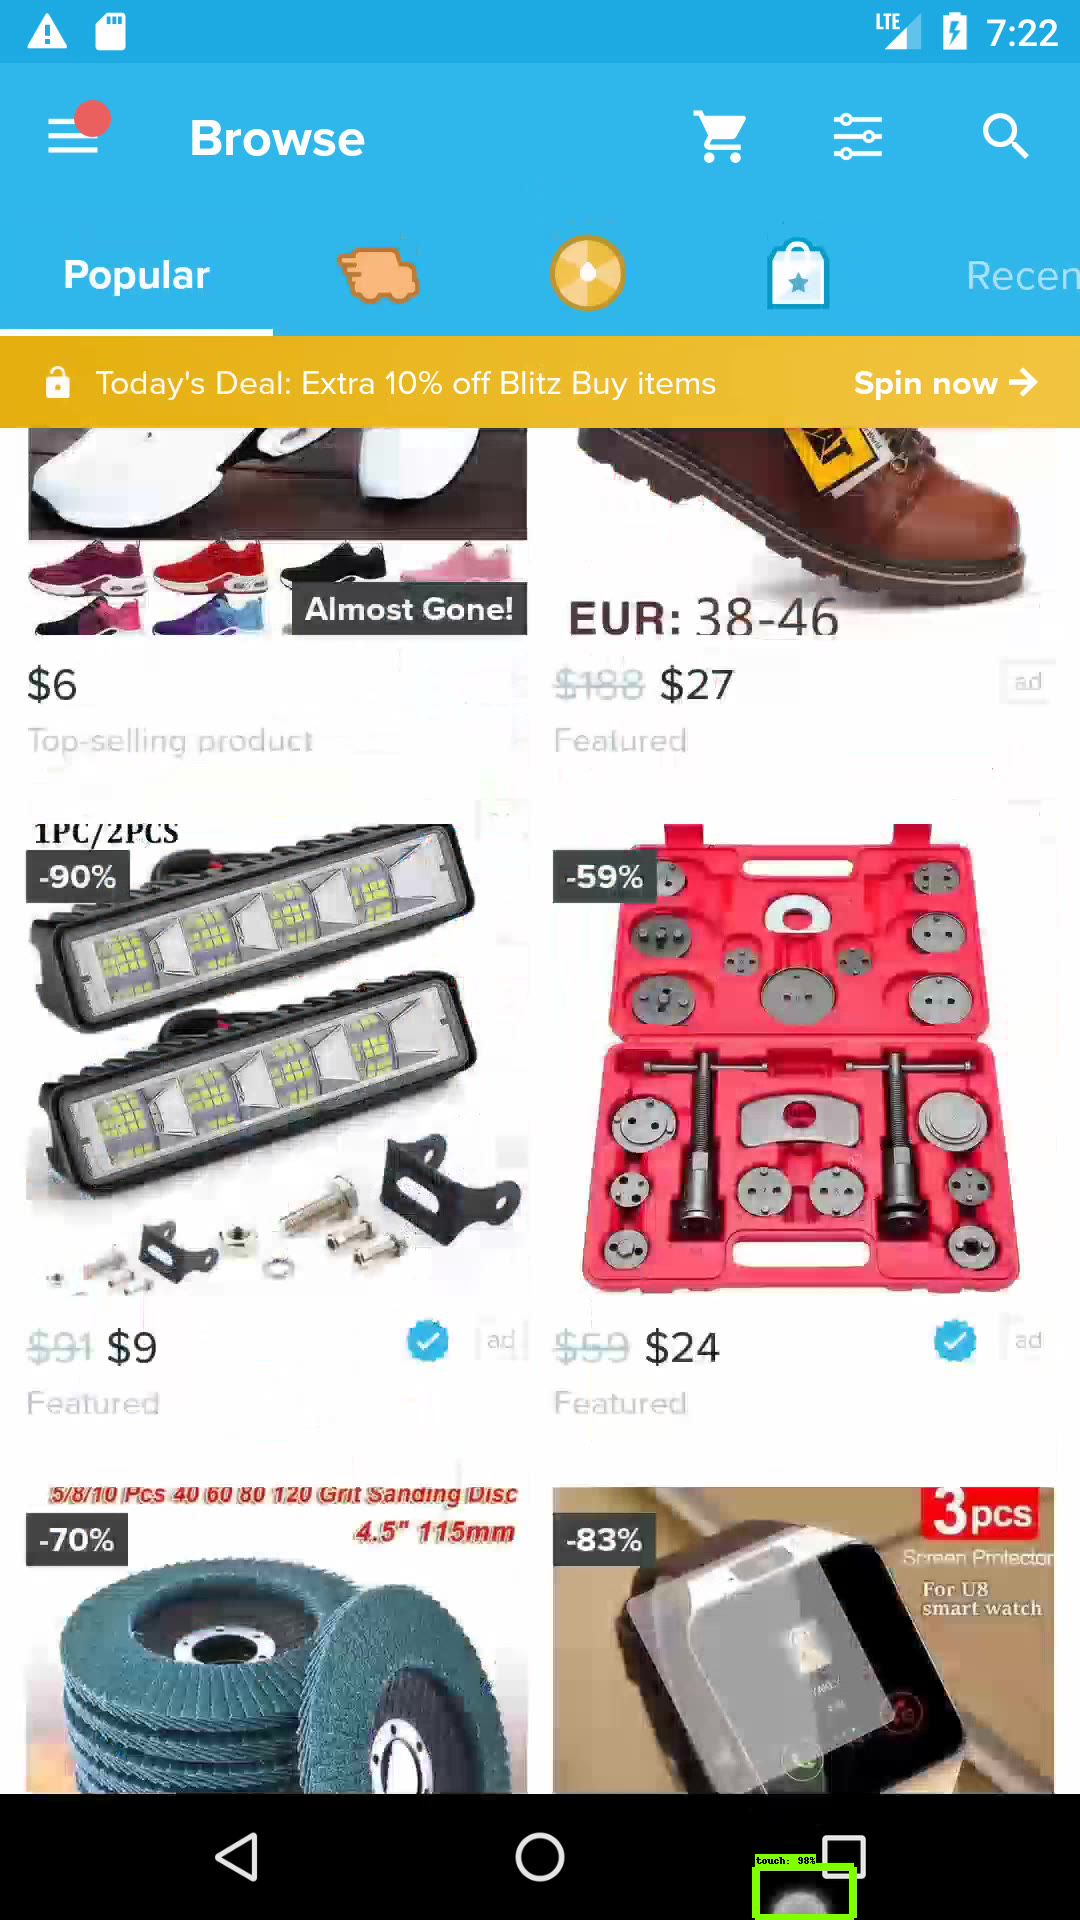 LTE 7:22
Browse
Popular
Recen
Today's Deal: Extra 10% off Blitz Buy items
Spin now
Almost Gone!
EUR: 38-46
$6
$188 $27
ad
Top-selling product
Featured
1PC/2PCS
-90%
-59%
$91 $9
ad
$59 $24
ad
Featured
Featured
5/8/10 Pcs 40 60 80 120 Grit Sanding Disc
4.5" 115mm
-70%
-83%
3pcs
Screen Protector
For U8
smart watch
touch: 98%